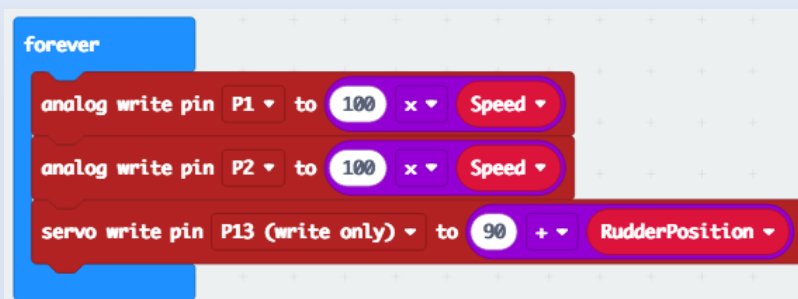 forever
analog write pin P1 to 100 x Speed
analog write pin P2 to 100 x Speed
servo write pin P13 (write only) to 90 + RudderPosition